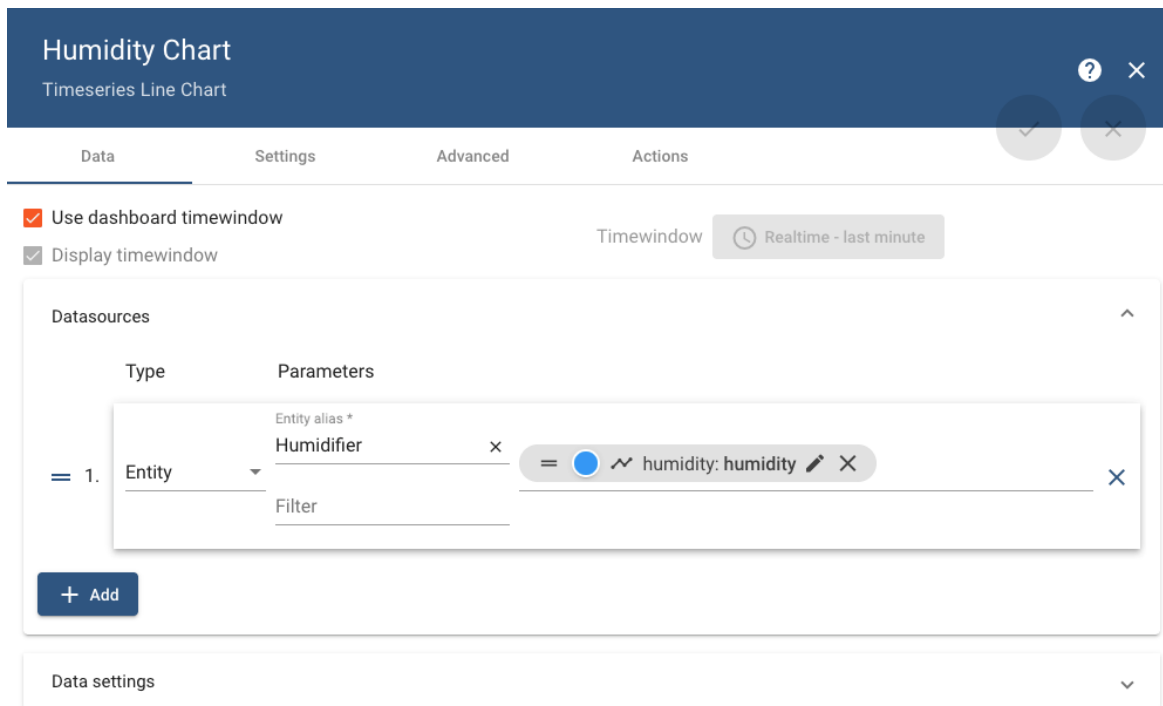 Humidity Chart
Timeseries Line Chart
Data Settings Advanced Actions
Use dashboard timewindow
Display timewindow
Timewindow Realtime - last minute
Datasources
Type Parameters
Entity alias *
Humidifier
1. Entity
humidity: humidity
Filter
+ Add
Data settings